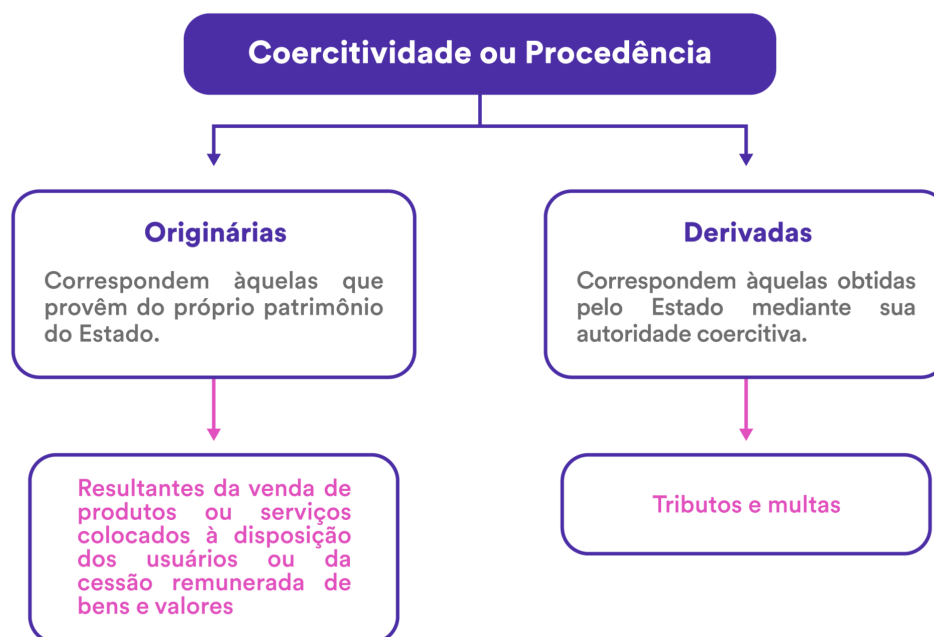 Coercitividade ou Procedência
Originárias
Correspondem àquelas que
provêm do próprio patrimônio
do Estado.
Derivadas
Correspondem àquelas obtidas
pelo Estado mediante sua
autoridade coercitiva.
Resultantes da venda de
produtos ou serviços
colocados à disposição
dos usuários ou da
cessão remunerada de
bens e valores
Tributos e multas